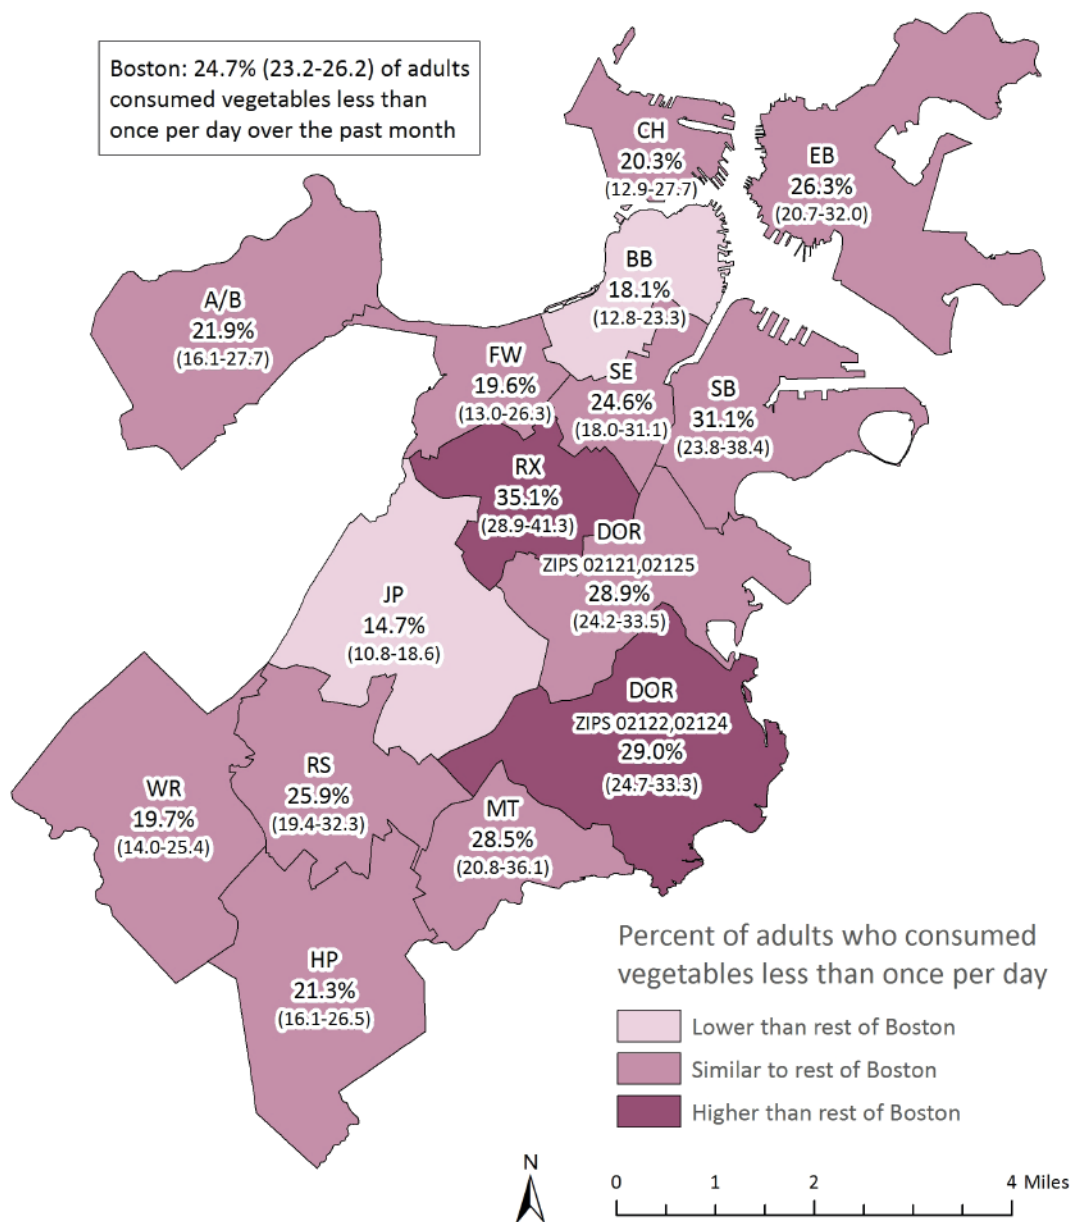 Boston: 24.7% (23.2-26.2) of adults
consumed vegetables less than
once per day over the past month
CH
20.3%
(12.9-27.7)
EB
26.3%
(20.7-32.0)
BB
18.1%
(12.8-23.3)
A/B
21.9%
(16.1-27.7)
FW
19.6%
(13.0-26.3)
SE
24.6%
(18.0-31.1)
SB
31.1%
(23.8-38.4)
RX
35.1%
(28.9-41.3)
DOR
ZIPS 02121,02125
28.9%
(24.2-33.5)
JP
14.7%
(10.8-18.6)
DOR
ZIPS 02122,02124
29.0%
(24.7-33.3)
RS
25.9%
(19.4-32.3)
WR
19.7%
(14.0-25.4)
MT
28.5%
(20.8-36.1)
HP
21.3%
(16.1-26.5)
Percent of adults who consumed
vegetables less than once per day
Lower than rest of Boston
Similar to rest of Boston
Higher than rest of Boston
N
0 1 2 4 Miles